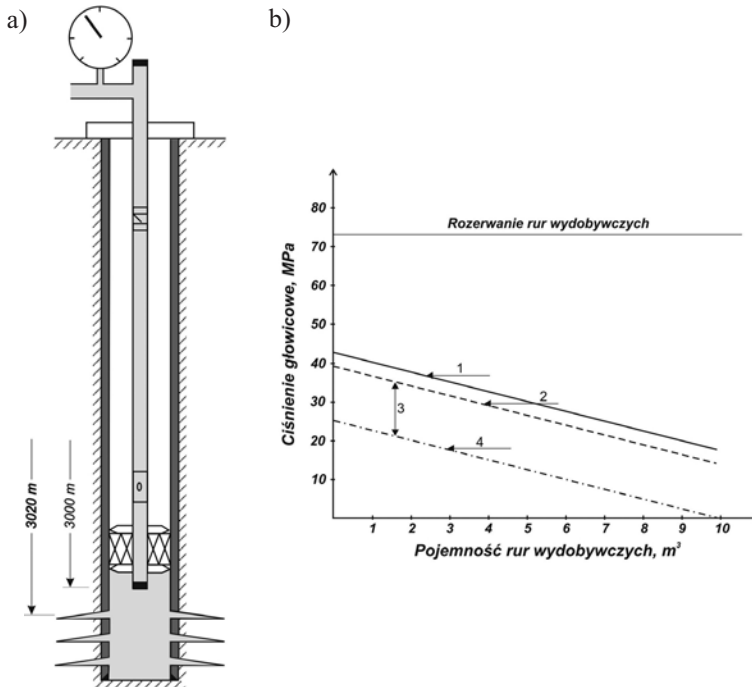 a)
3020 m
3000 m
b)
Ciśnienie głowicowe, MPa
80
70
60
50
40
30
20
10
Rozerwanie rur wydobywczych
1
2
3
4
1 2 3 4 5 6 7 8 9 10
Pojemność rur wydobywczych, m³